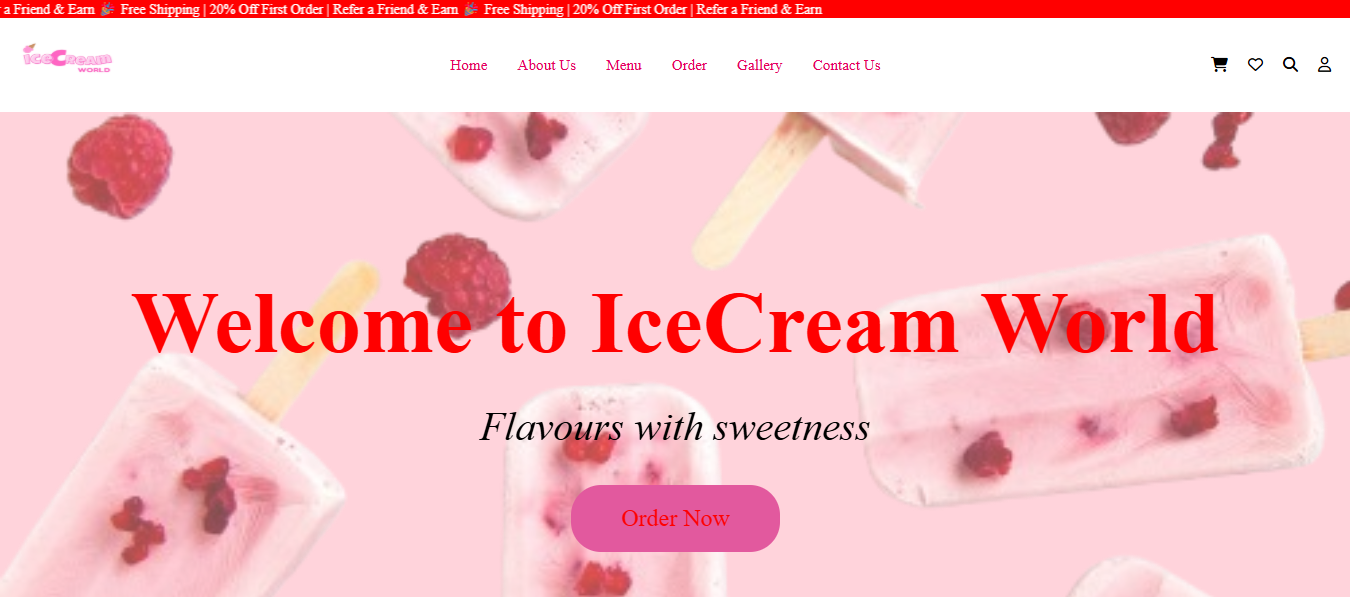 a Friend & Earn 🎉 Free Shipping | 20% Off First Order | Refer a Friend & Earn 🎉 Free Shipping | 20% Off First Order | Refer a Friend & Earn
IceCream
WORLD
Home About Us Menu Order Gallery Contact Us
Welcome to IceCream World
Flavours with sweetness
Order Now